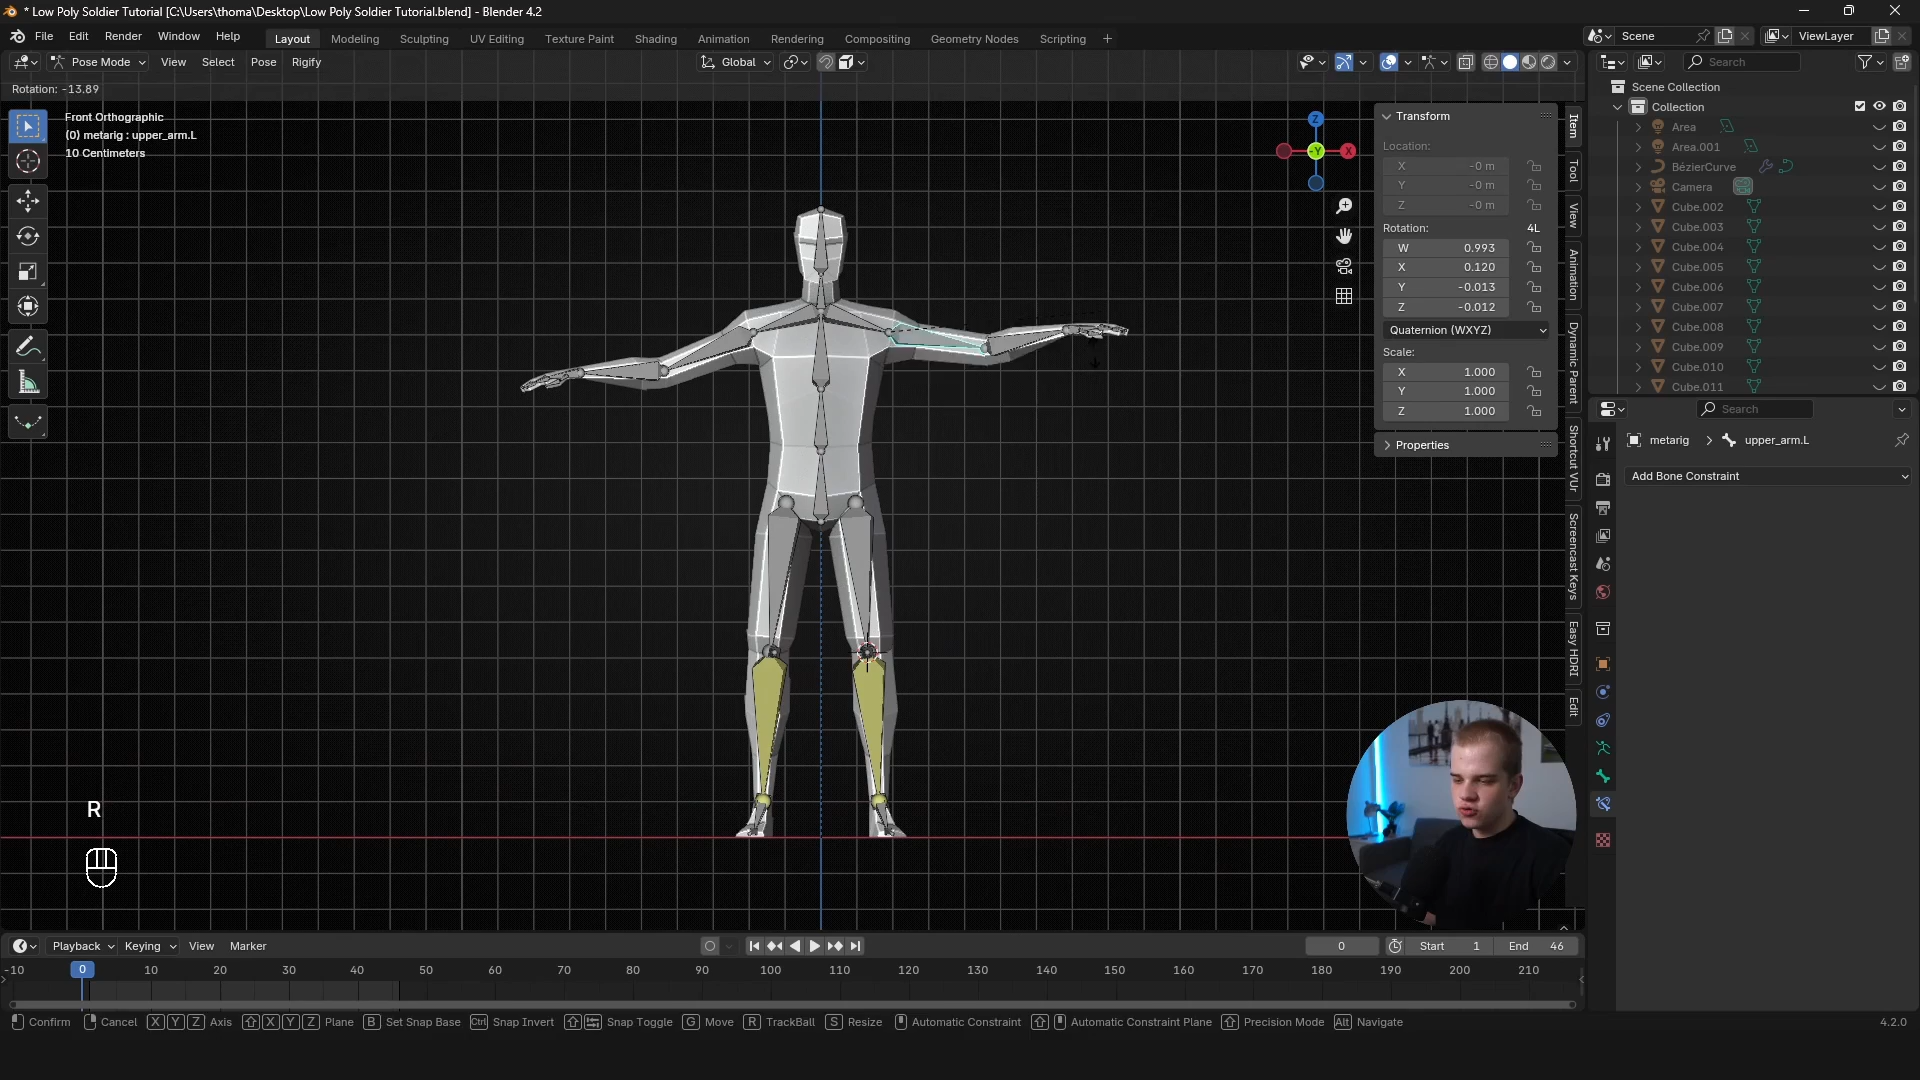 * Low Poly Soldier Tutorial [C:\Users\thoma\Desktop\Low Poly Soldier Tutorial.blend] - Blender 4.2
File Edit Render Window Help Layout Modeling Sculpting UV Editing Texture Paint Shading Animation Rendering Compositing Geometry Nodes Scripting + Scene ViewLayer
Pose Mode View Select Pose Rigify Global Search
Rotation: -13.89
Front Orthographic
(0) metarig : upper_arm.L
10 Centimeters
Z
-Y
X
Transform
Location:
X -0 m
Y -0 m
Z -0 m
Rotation: 4L
W 0.993
X 0.120
Y -0.013
Z -0.012
Quaternion (WXYZ)
Scale:
X 1.000
Y 1.000
Z 1.000
Properties
Item
Tool
View
Animation
Dynamic Parent
Shortcut VUr
Screencast Keys
Easy HDRI
Edit
Scene Collection
Collection
Area
Area.001
BézierCurve
Camera
Cube.002
Cube.003
Cube.004
Cube.005
Cube.006
Cube.007
Cube.008
Cube.009
Cube.010
Cube.011
Search
metarig > upper_arm.L
Add Bone Constraint
R
Playback Keying View Marker 0 Start 1 End 46
-10 0 10 20 30 40 50 60 70 80 90 100 110 120 130 140 150 160 170 180 190 200 210
Confirm Cancel X Y Z Axis X Y Z Plane B Set Snap Base Ctrl Snap Invert Snap Toggle G Move R TrackBall S Resize Automatic Constraint Automatic Constraint Plane Precision Mode Alt Navigate 4.2.0